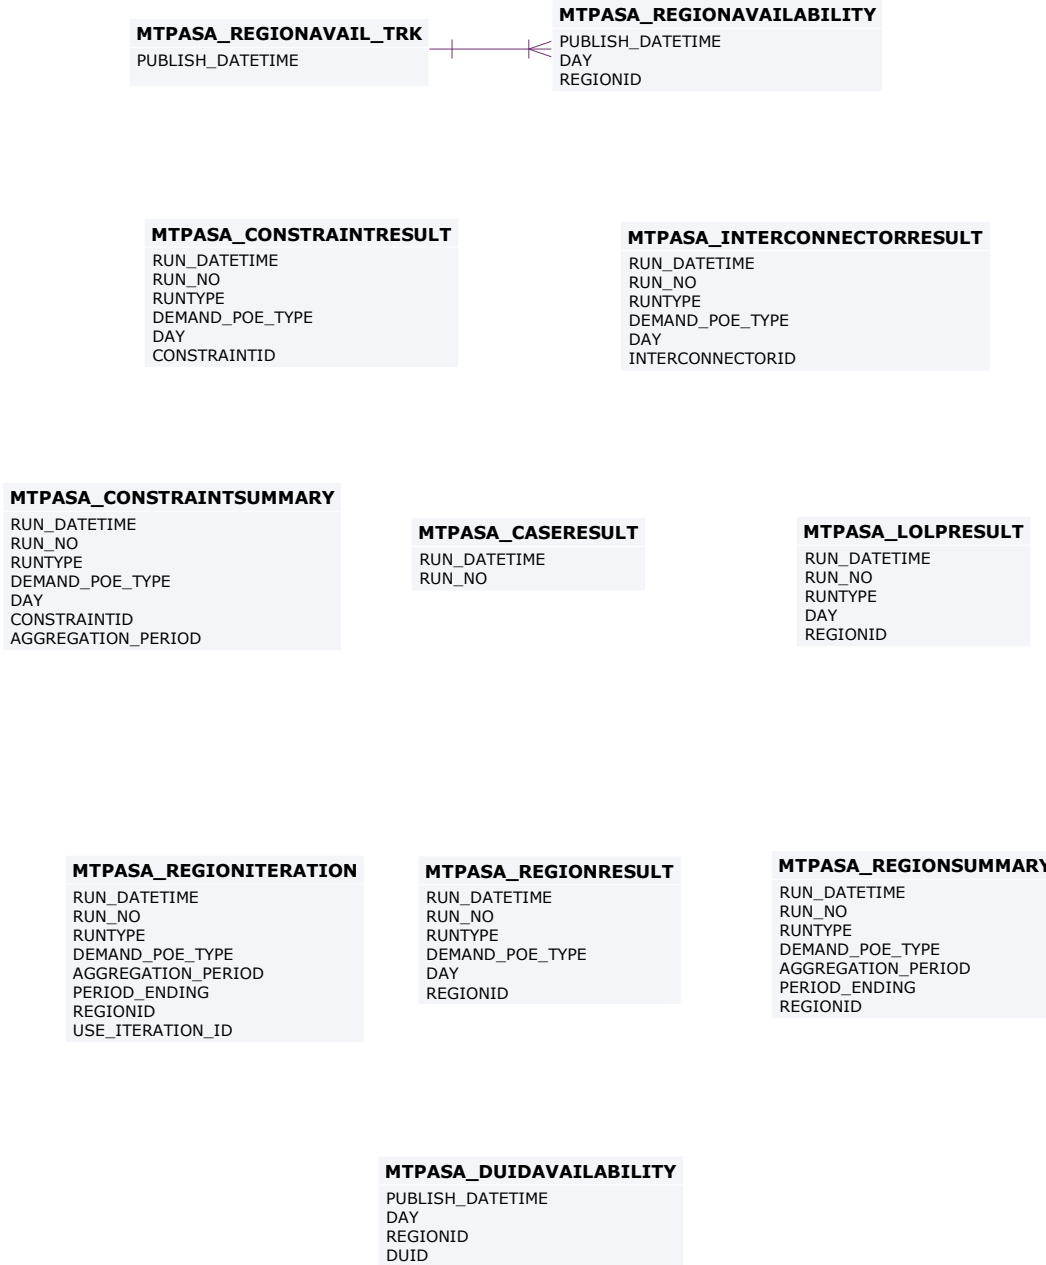 MTPASA_REGIONAVAIL_TRK
PUBLISH_DATETIME
MTPASA_REGIONAVAILABILITY
PUBLISH_DATETIME
DAY
REGIONID
MTPASA_CONSTRAINTRESULT
RUN_DATETIME
RUN_NO
RUNTYPE
DEMAND_POE_TYPE
DAY
CONSTRAINTID
MTPASA_INTERCONNECTORRESULT
RUN_DATETIME
RUN_NO
RUNTYPE
DEMAND_POE_TYPE
DAY
INTERCONNECTORID
MTPASA_CONSTRAINTSUMMARY
RUN_DATETIME
RUN_NO
RUNTYPE
DEMAND_POE_TYPE
DAY
CONSTRAINTID
AGGREGATION_PERIOD
MTPASA_CASERESULT
RUN_DATETIME
RUN_NO
MTPASA_LOLPRESULT
RUN_DATETIME
RUN_NO
RUNTYPE
DAY
REGIONID
MTPASA_REGIONITERATION
RUN_DATETIME
RUN_NO
RUNTYPE
DEMAND_POE_TYPE
AGGREGATION_PERIOD
PERIOD_ENDING
REGIONID
USE_ITERATION_ID
MTPASA_REGIONRESULT
RUN_DATETIME
RUN_NO
RUNTYPE
DEMAND_POE_TYPE
DAY
REGIONID
MTPASA_REGIONSUMMARY
RUN_DATETIME
RUN_NO
RUNTYPE
DEMAND_POE_TYPE
AGGREGATION_PERIOD
PERIOD_ENDING
REGIONID
MTPASA_DUIDAVAILABILITY
PUBLISH_DATETIME
DAY
REGIONID
DUID